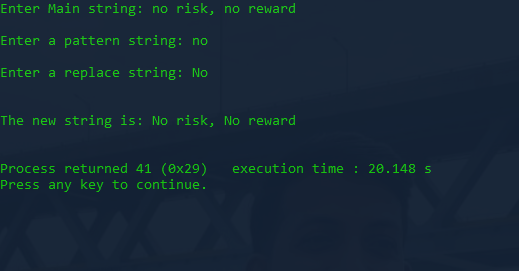 Enter Main string: no risk, no reward
Enter a pattern string: no
Enter a replace string: No
The new string is: No risk, No reward
Process returned 41 (0x29)   execution time : 20.148 s
Press any key to continue.